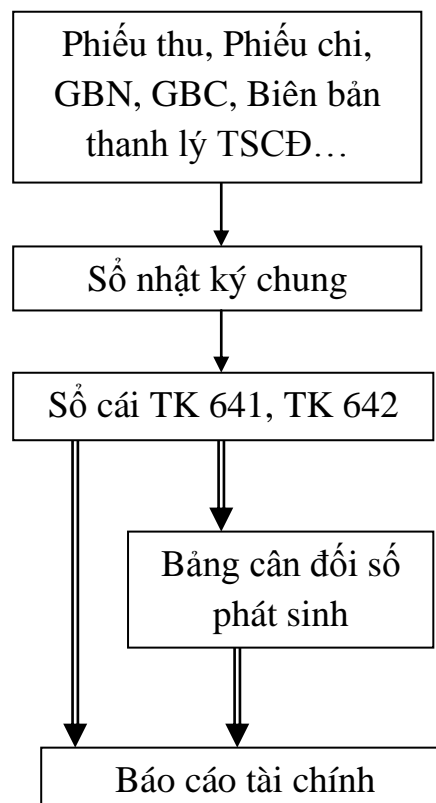 Phiếu thu, Phiếu chi,
GBN, GBC, Biên bản
thanh lý TSCĐ…
Sổ nhật ký chung
Sổ cái TK 641, TK 642
Bảng cân đối số
phát sinh
Báo cáo tài chính